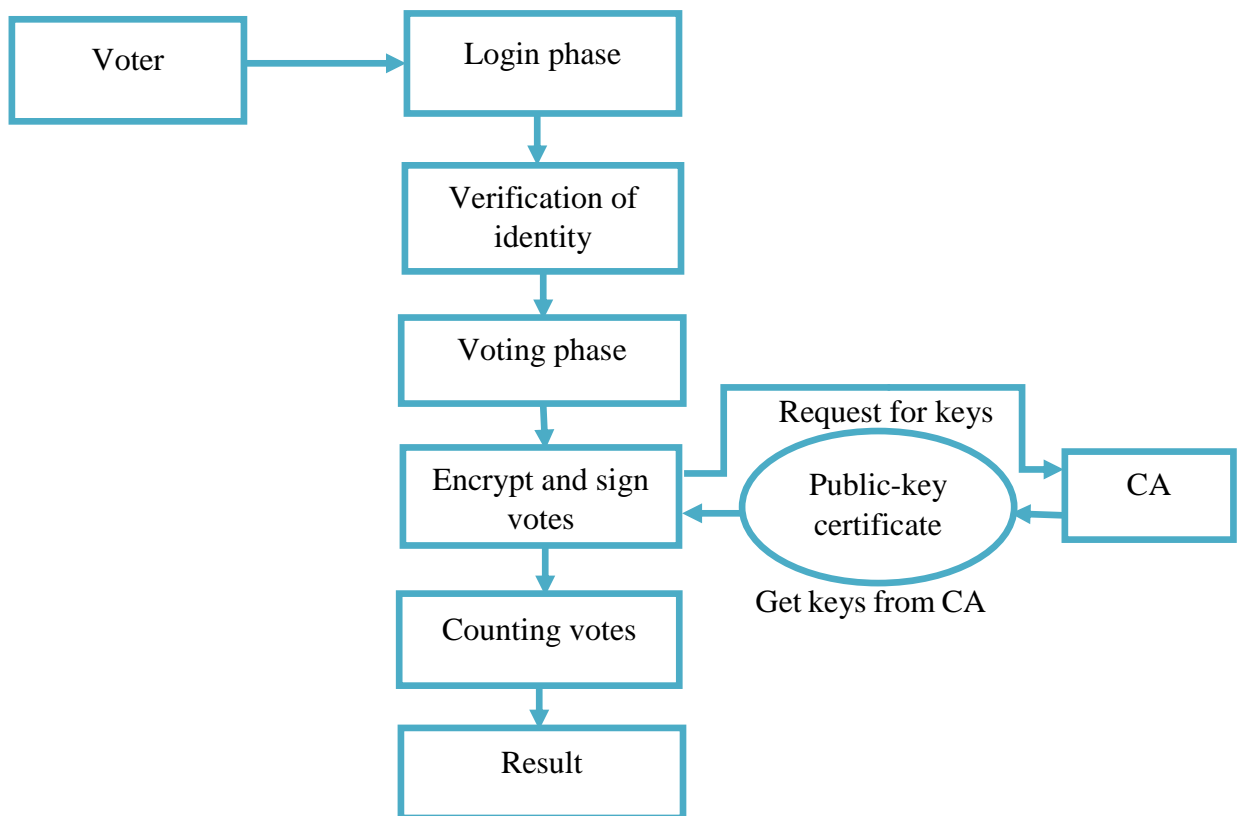 Voter
Login phase
Verification of
identity
Voting phase
Request for keys
Encrypt and sign
votes
Public-key
certificate
CA
Get keys from CA
Counting votes
Result